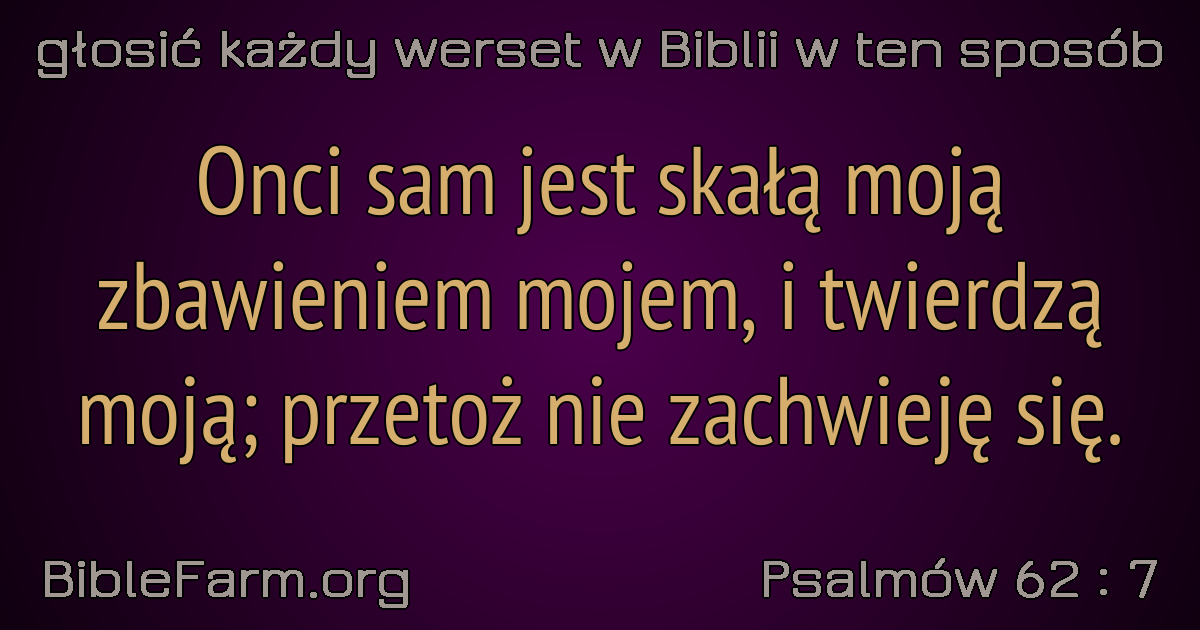 głosić każdy werset w Biblii w ten sposób
Onci sam jest skałą moją
zbawieniem mojem, i twierdzą
moją; przetoż nie zachwieję się.
BibleFarm.org
Psalmów 62 : 7